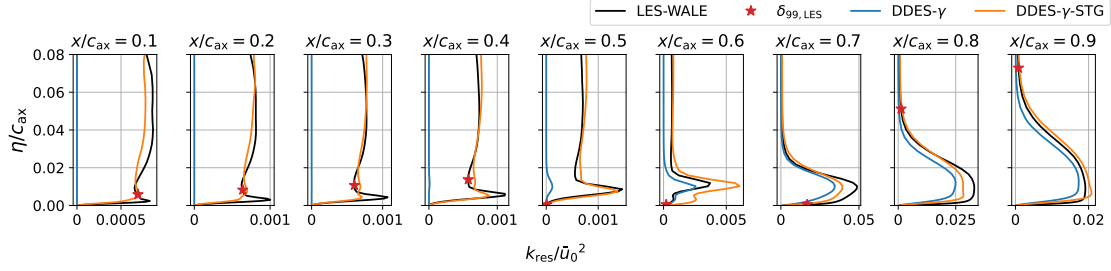 LES-WALE δ99,LES DDES-γ DDES-γ-STG
x/cax = 0.1 x/cax = 0.2 x/cax = 0.3 x/cax = 0.4 x/cax = 0.5 x/cax = 0.6 x/cax = 0.7 x/cax = 0.8 x/cax = 0.9
0.08
0.06
0.04
0.02
0.00
η/cax
0 0.0005 0 0.001 0 0.001 0 0.001 0 0.001 0 0.005 0 0.05 0 0.025 0 0.02
kres/ū0²